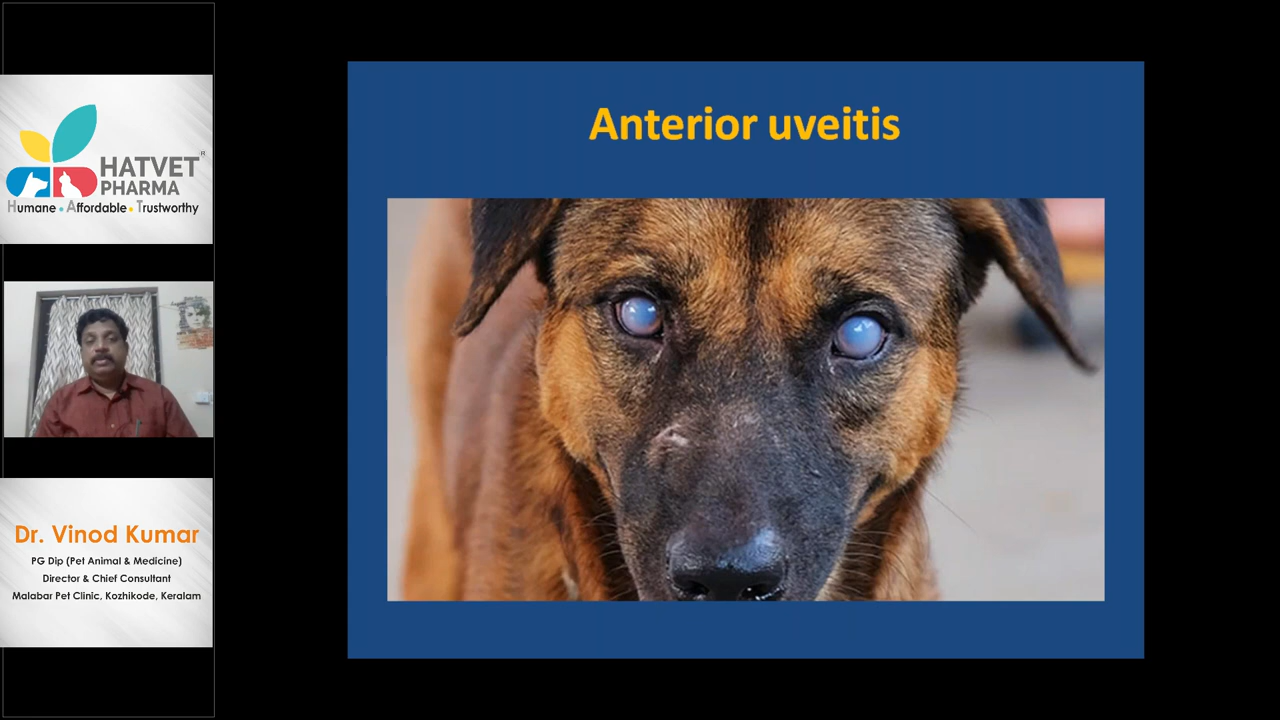 HATVET®
PHARMA
Humane • Affordable • Trustworthy
Dr. Vinod Kumar
PG Dip (Pet Animal & Medicine)
Director & Chief Consultant
Malabar Pet Clinic, Kozhikode, Keralam
Anterior uveitis